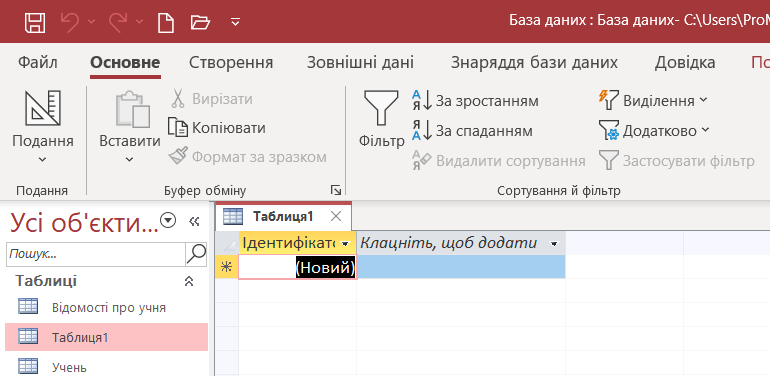 База даних : База даних- C:\Users\ProM
Файл Основне Створення Зовнішні дані Знаряддя бази даних Довідка По
Подання
Вставити
Вирізати
Копіювати
Формат за зразком
Фільтр
За зростанням
За спаданням
Видалити сортування
Виділення
Додатково
Застосувати фільтр
Подання Буфер обміну Сортування й фільтр
Усі об'єкти...
Пошук...
Таблиці
Відомості про учня
Таблиця1
Учень
Таблиця1
Ідентифікато Клацніть, щоб додати
(Новий)